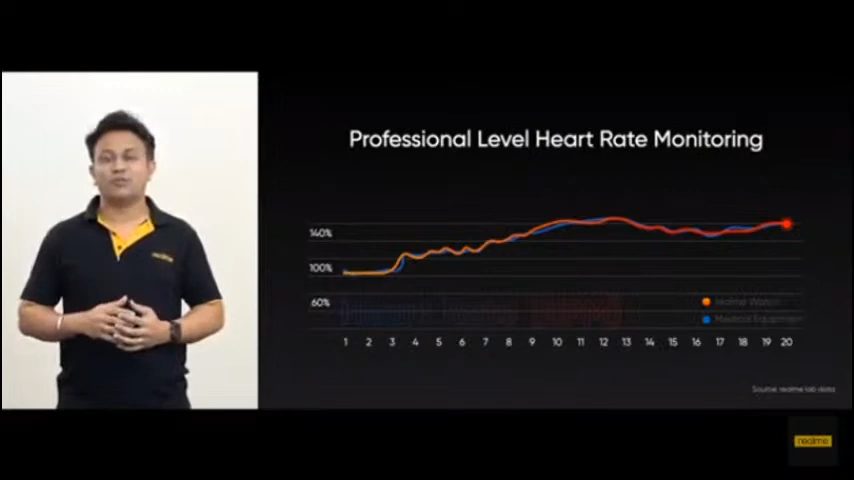 Professional Level Heart Rate Monitoring
140%
100%
60%
realme Watch
Medical Equipment
1 2 3 4 5 6 7 8 9 10 11 12 13 14 15 16 17 18 19 20
Source: realme lab data
realme
realme